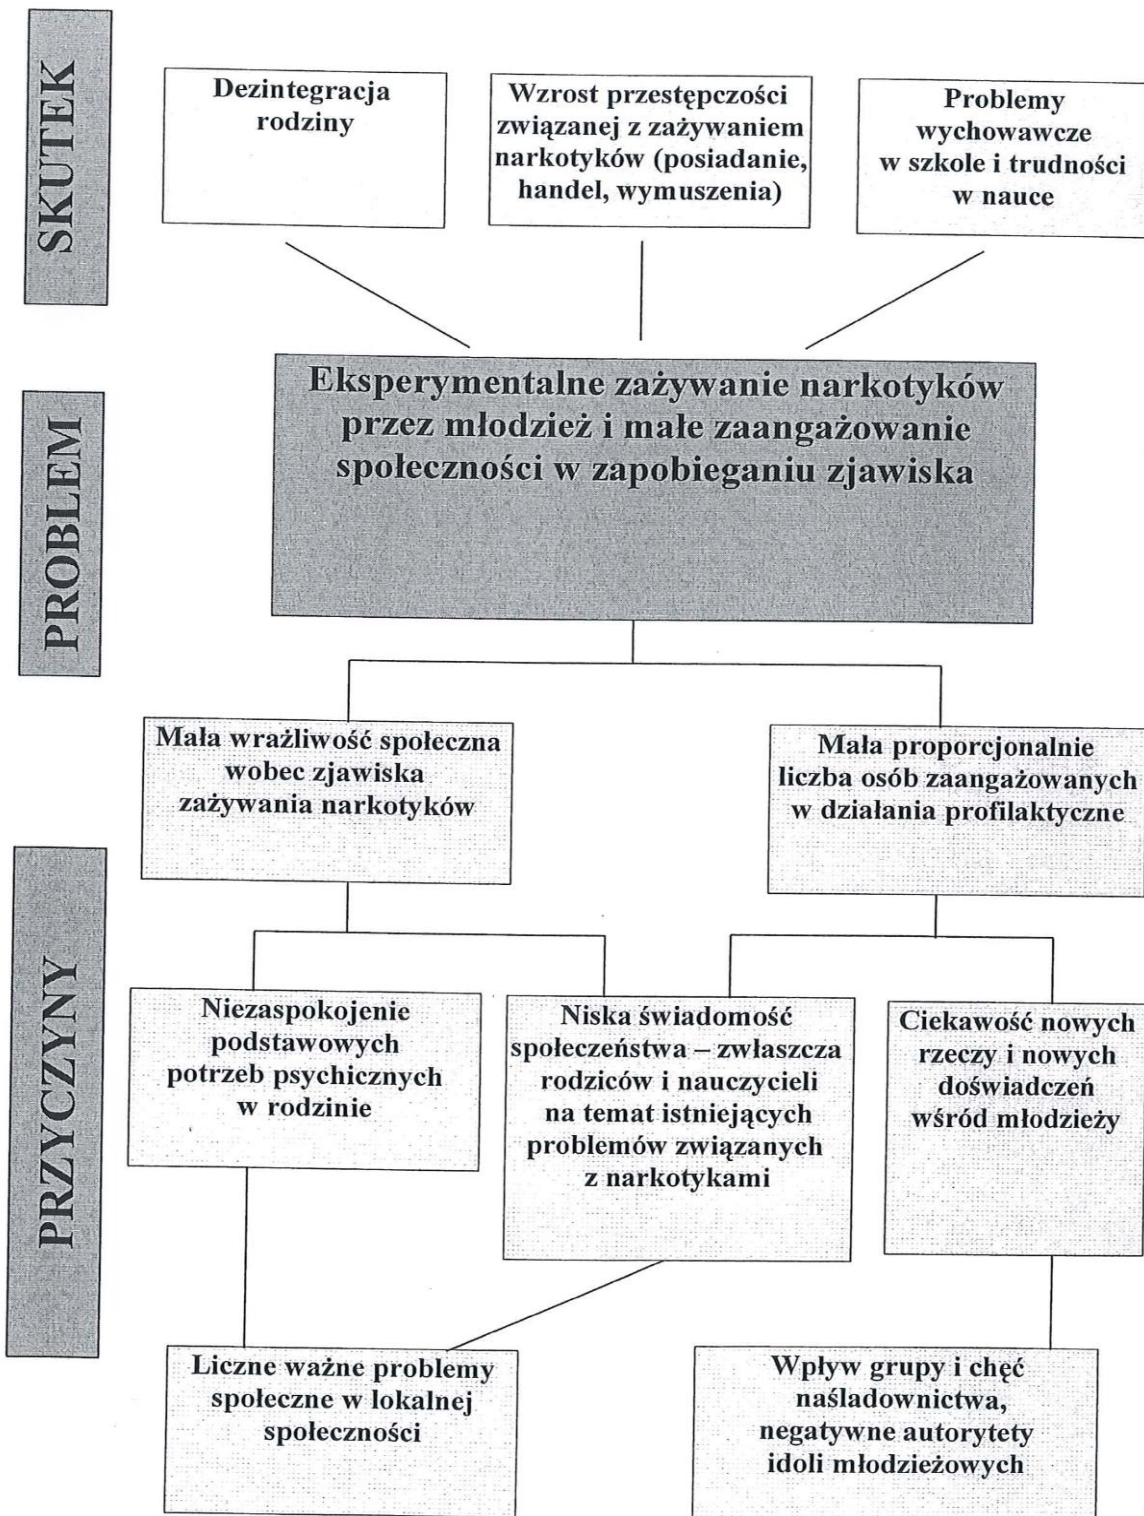 SKUTEK
Dezintegracja
rodziny
Wzrost przestępczości
związanej z zażywaniem
narkotyków (posiadanie,
handel, wymuszenia)
Problemy
wychowawcze
w szkole i trudności
w nauce
PROBLEM
Eksperymentalne zażywanie narkotyków
przez młodzież i małe zaangażowanie
społeczności w zapobieganiu zjawiska
Mała wrażliwość społeczna
wobec zjawiska
zażywania narkotyków
Mała proporcjonalnie
liczba osób zaangażowanych
w działania profilaktyczne
PRZYCZYNY
Niezaspokojenie
podstawowych
potrzeb psychicznych
w rodzinie
Niska świadomość
społeczeństwa – zwłaszcza
rodziców i nauczycieli
na temat istniejących
problemów związanych
z narkotykami
Ciekawość nowych
rzeczy i nowych
doświadczeń
wśród młodzieży
Liczne ważne problemy
społeczne w lokalnej
społeczności
Wpływ grupy i chęć
naśladownictwa,
negatywne autorytety
idoli młodzieżowych